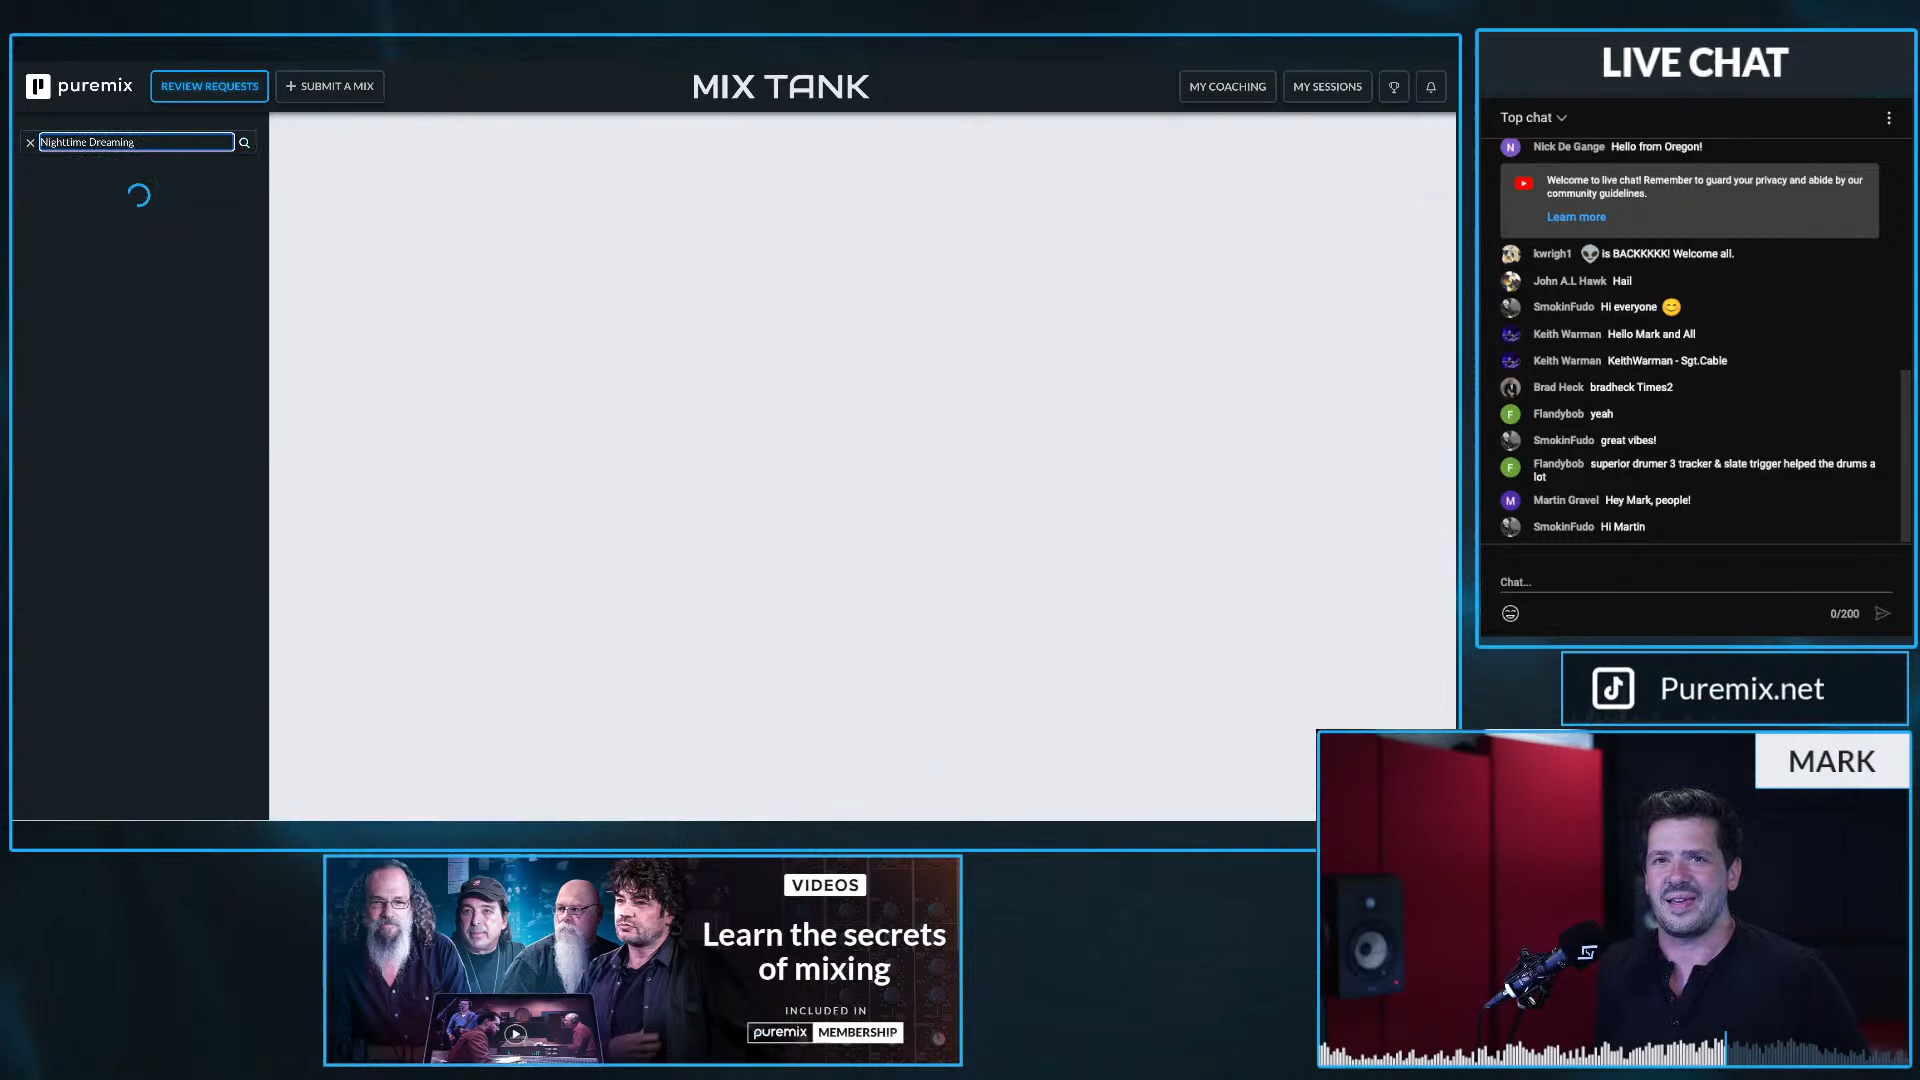 puremix
REVIEW REQUESTS
+ SUBMIT A MIX
MIX TANK
MY COACHING
MY SESSIONS
Nighttime Dreaming
LIVE CHAT
Top chat
Nick De Gange Hello from Oregon!
Welcome to live chat! Remember to guard your privacy and abide by our
community guidelines.
Learn more
kwrigh1 👽 is BACKKKKK! Welcome all.
John A.L Hawk Hail
SmokinFudo Hi everyone 😊
Keith Warman Hello Mark and All
Keith Warman KeithWarman - Sgt.Cable
Brad Heck bradheck Times2
F Flandybob yeah
SmokinFudo great vibes!
F Flandybob superior drumer 3 tracker & slate trigger helped the drums a
lot
M Martin Gravel Hey Mark, people!
SmokinFudo Hi Martin
Chat...
0/200
Puremix.net
MARK
VIDEOS
Learn the secrets
of mixing
INCLUDED IN
puremix MEMBERSHIP